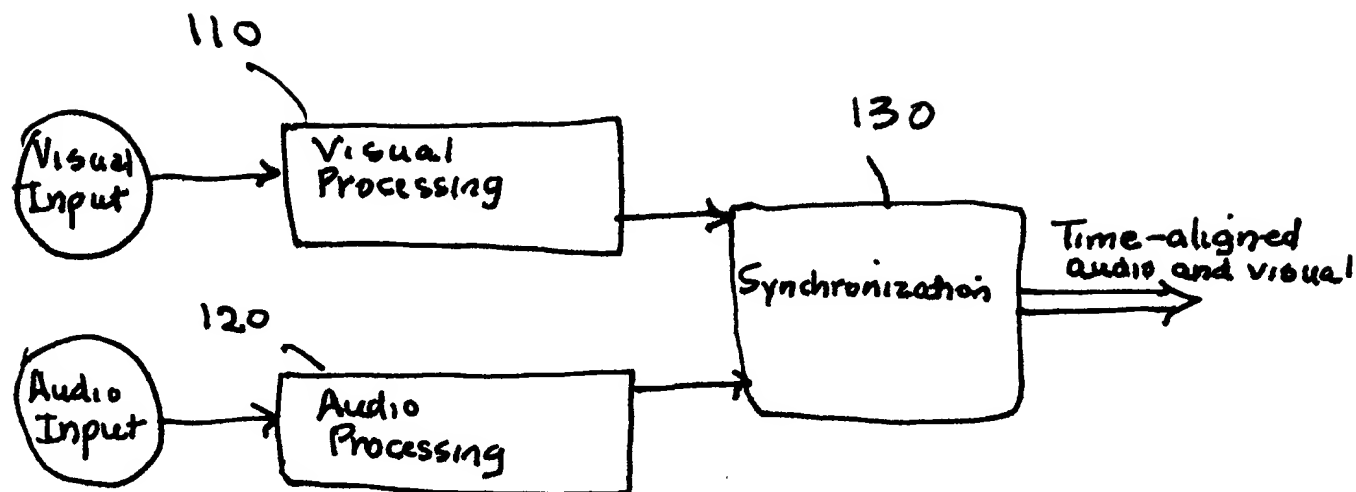 110
Visual
Input
Visual
Processing
130
Synchronization
Time-aligned
audio and visual
120
Audio
Input
Audio
Processing